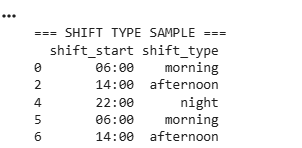 ...
=== SHIFT TYPE SAMPLE ===
  shift_start shift_type
0       06:00    morning
2       14:00  afternoon
4       22:00      night
5       06:00    morning
6       14:00  afternoon